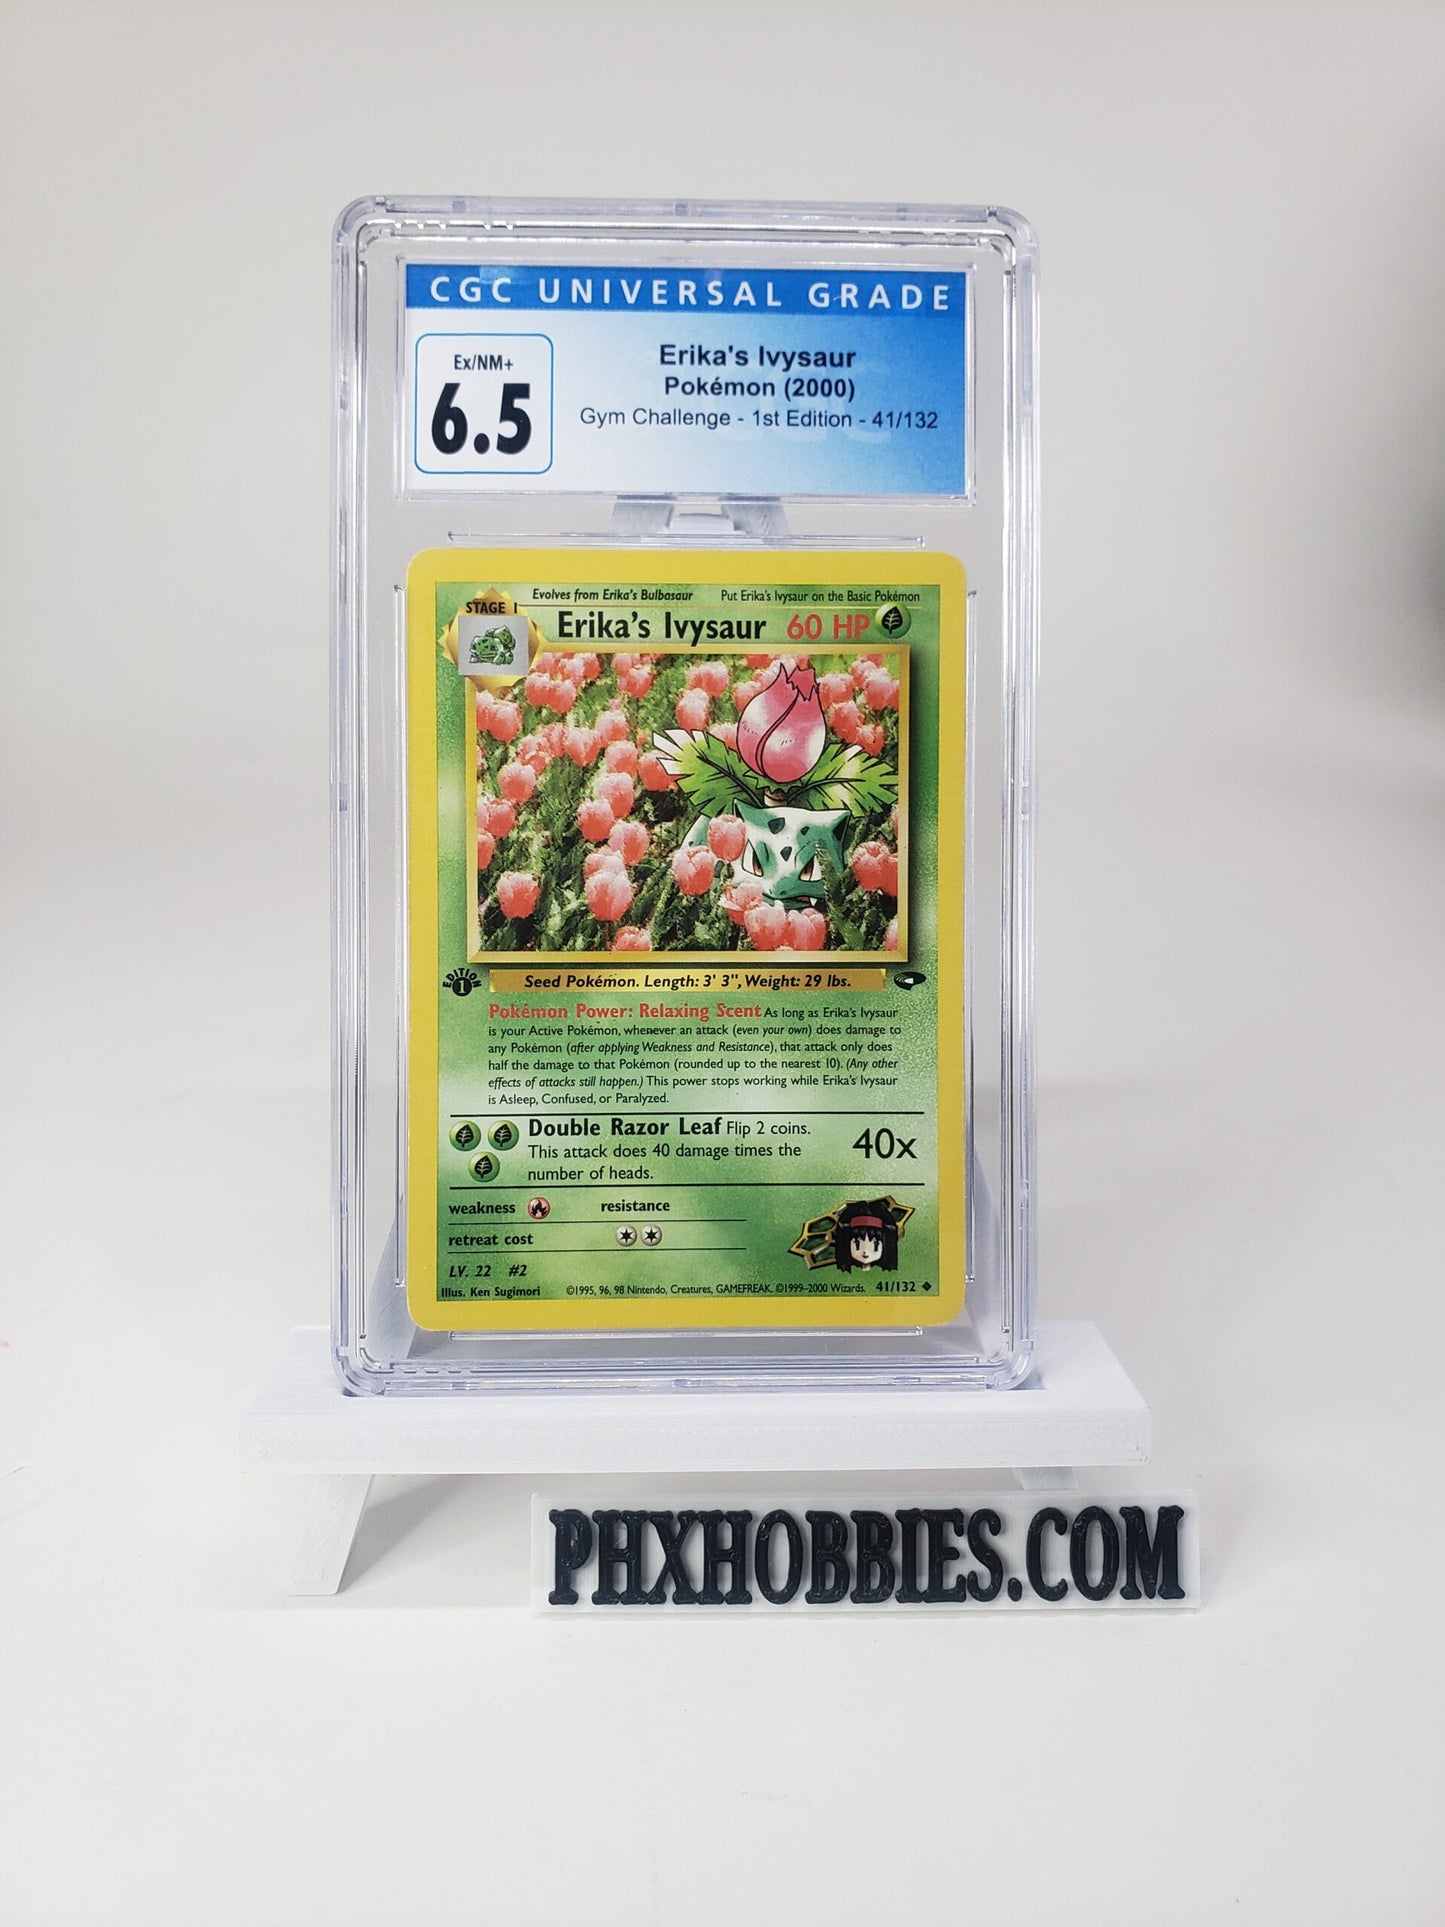 CGC UNIVERSAL GRADE
Ex/NM+
6.5
Erika's Ivysaur
Pokémon (2000)
Gym Challenge - 1st Edition - 41/132
STAGE 1
Evolves from Erika's Bulbasaur
Put Erika's Ivysaur on the Basic Pokémon
Erika's Ivysaur 60 HP
EDITION
1
Seed Pokémon. Length: 3' 3", Weight: 29 lbs.
Pokémon Power: Relaxing Scent As long as Erika's Ivysaur
is your Active Pokémon, whenever an attack (even your own) does damage to
any Pokémon (after applying Weakness and Resistance), that attack only does
half the damage to that Pokémon (rounded up to the nearest 10). (Any other
effects of attacks still happen.) This power stops working while Erika's Ivysaur
is Asleep, Confused, or Paralyzed.
Double Razor Leaf Flip 2 coins.
This attack does 40 damage times the
number of heads.
40x
weakness
resistance
retreat cost
LV. 22 #2
Illus. Ken Sugimori
©1995, 96, 98 Nintendo, Creatures, GAMEFREAK. ©1999–2000 Wizards. 41/132
PHXHOBBIES.COM